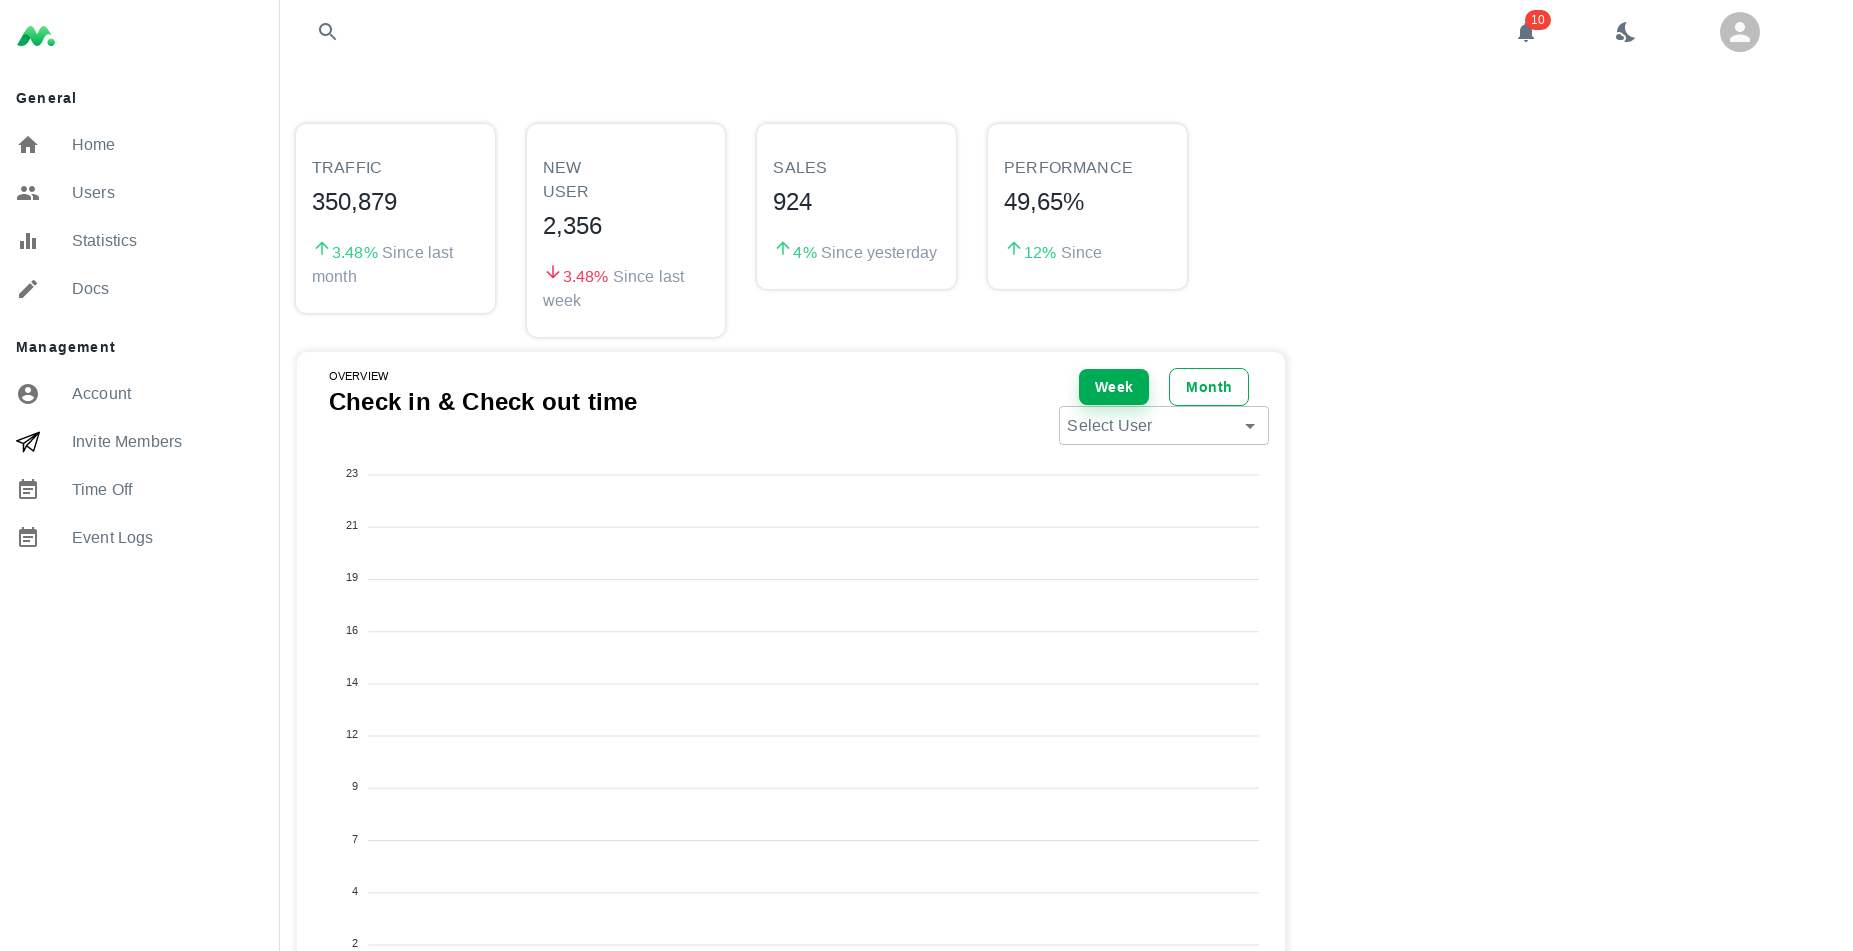 General
Home
Users
Statistics
Docs
Management
Account
Invite Members
Time Off
Event Logs
10
TRAFFIC
350,879
3.48% Since last
month
NEW
USER
2,356
3.48% Since last
week
SALES
924
4% Since yesterday
PERFORMANCE
49,65%
12% Since
OVERVIEW
Check in & Check out time
Week
Month
Select User
23
21
19
16
14
12
9
7
4
2